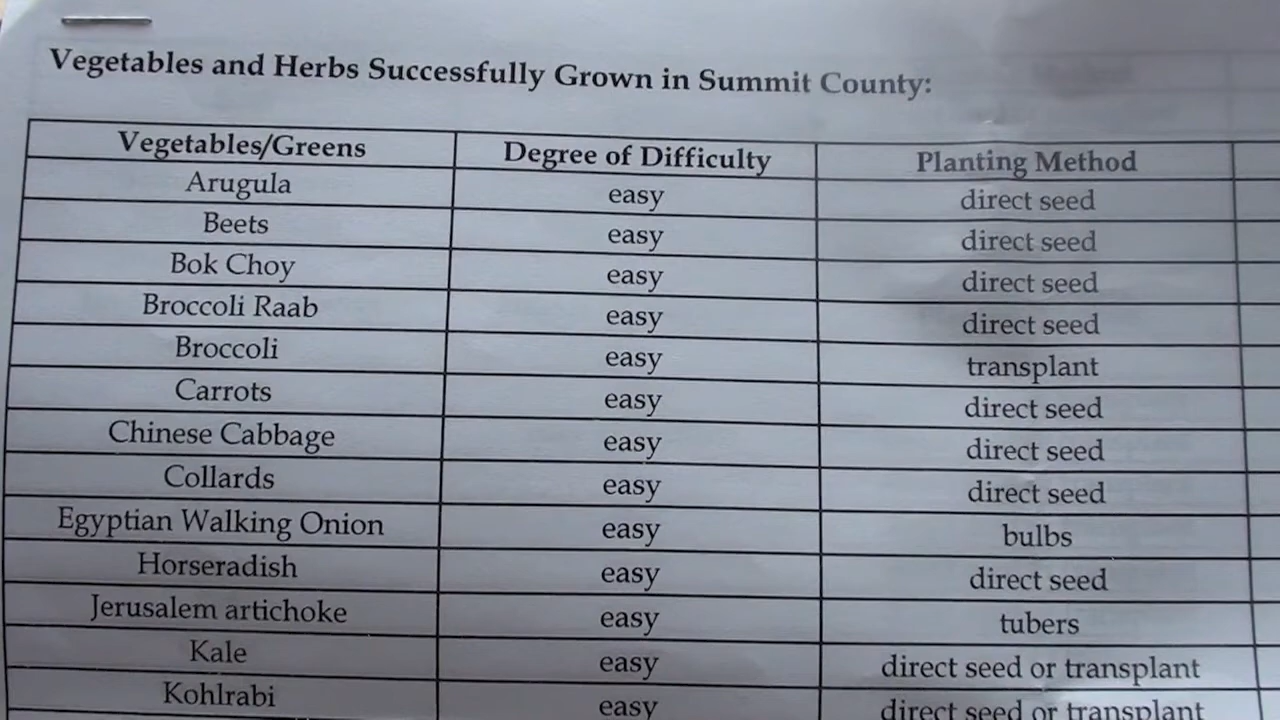 Vegetables and Herbs Successfully Grown in Summit County:
Vegetables/Greens Degree of Difficulty Planting Method
Arugula easy direct seed
Beets easy direct seed
Bok Choy easy direct seed
Broccoli Raab easy direct seed
Broccoli easy transplant
Carrots easy direct seed
Chinese Cabbage easy direct seed
Collards easy direct seed
Egyptian Walking Onion easy bulbs
Horseradish easy direct seed
Jerusalem artichoke easy tubers
Kale easy direct seed or transplant
Kohlrabi easy direct seed or transplant